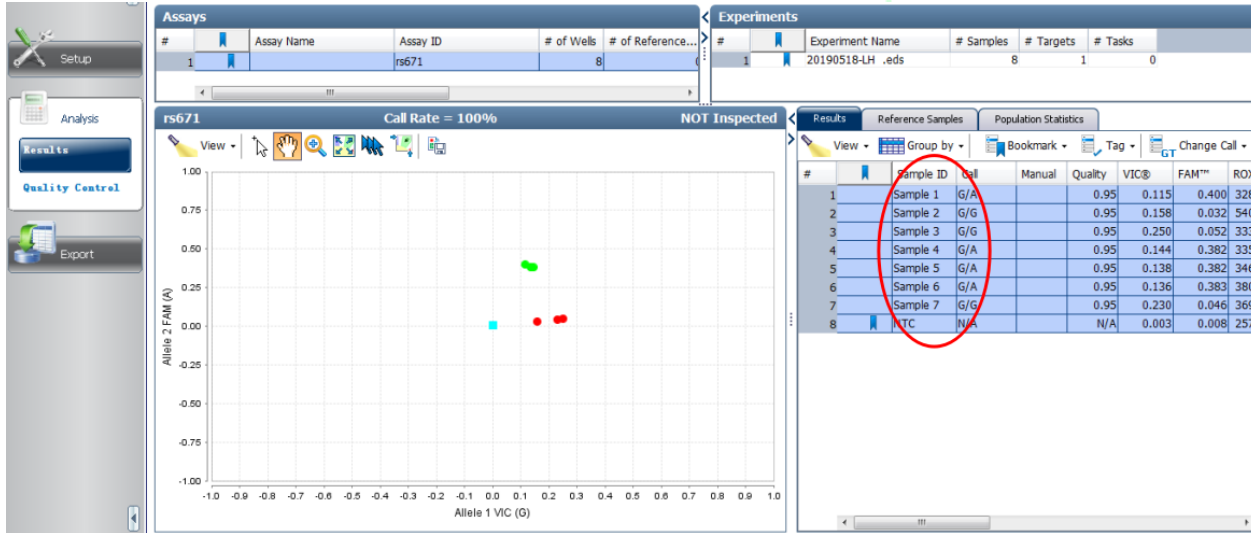 Setup
Analysis
Results
Quality Control
Export
Assays
# Assay Name Assay ID # of Wells # of Reference...
1 rs671 8
Experiments
# Experiment Name # Samples # Targets # Tasks
1 20190518-LH .eds 8 1 0
rs671 Call Rate = 100% NOT Inspected
View
1.00
0.75
0.50
0.25
0.00
-0.25
-0.50
-0.75
-1.00
Allele 2 FAM (A)
-1.0 -0.9 -0.8 -0.7 -0.6 -0.5 -0.4 -0.3 -0.2 -0.1 0.0 0.1 0.2 0.3 0.4 0.5 0.6 0.7 0.8 0.9 1.0
Allele 1 VIC (G)
Results Reference Samples Population Statistics
View Group by Bookmark Tag GT Change Call
# Sample ID Call Manual Quality VIC® FAM™ ROX
1 Sample 1 G/A 0.95 0.115 0.400 328
2 Sample 2 G/G 0.95 0.158 0.032 540
3 Sample 3 G/G 0.95 0.250 0.052 333
4 Sample 4 G/A 0.95 0.144 0.382 335
5 Sample 5 G/A 0.95 0.138 0.382 346
6 Sample 6 G/A 0.95 0.136 0.383 380
7 Sample 7 G/G 0.95 0.230 0.046 369
8 NTC N/A N/A 0.003 0.008 257